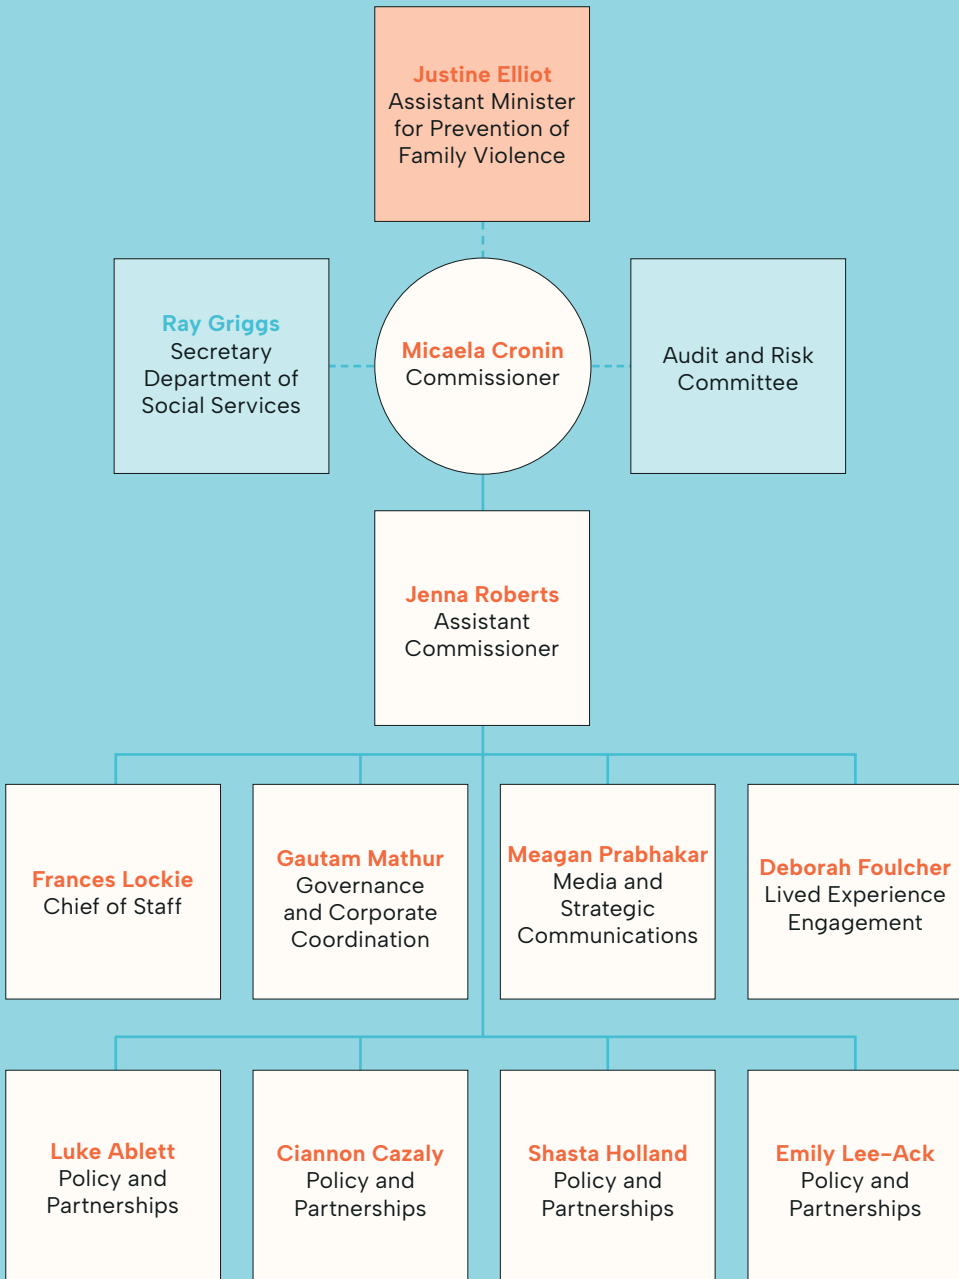 Justine Elliot
Assistant Minister
for Prevention of
Family Violence
Ray Griggs
Secretary
Department of
Social Services
Micaela Cronin
Commissioner
Audit and Risk
Committee
Jenna Roberts
Assistant
Commissioner
Frances Lockie
Chief of Staff
Gautam Mathur
Governance
and Corporate
Coordination
Meagan Prabhakar
Media and
Strategic
Communications
Deborah Foulcher
Lived Experience
Engagement
Luke Ablett
Policy and
Partnerships
Ciannon Cazaly
Policy and
Partnerships
Shasta Holland
Policy and
Partnerships
Emily Lee-Ack
Policy and
Partnerships